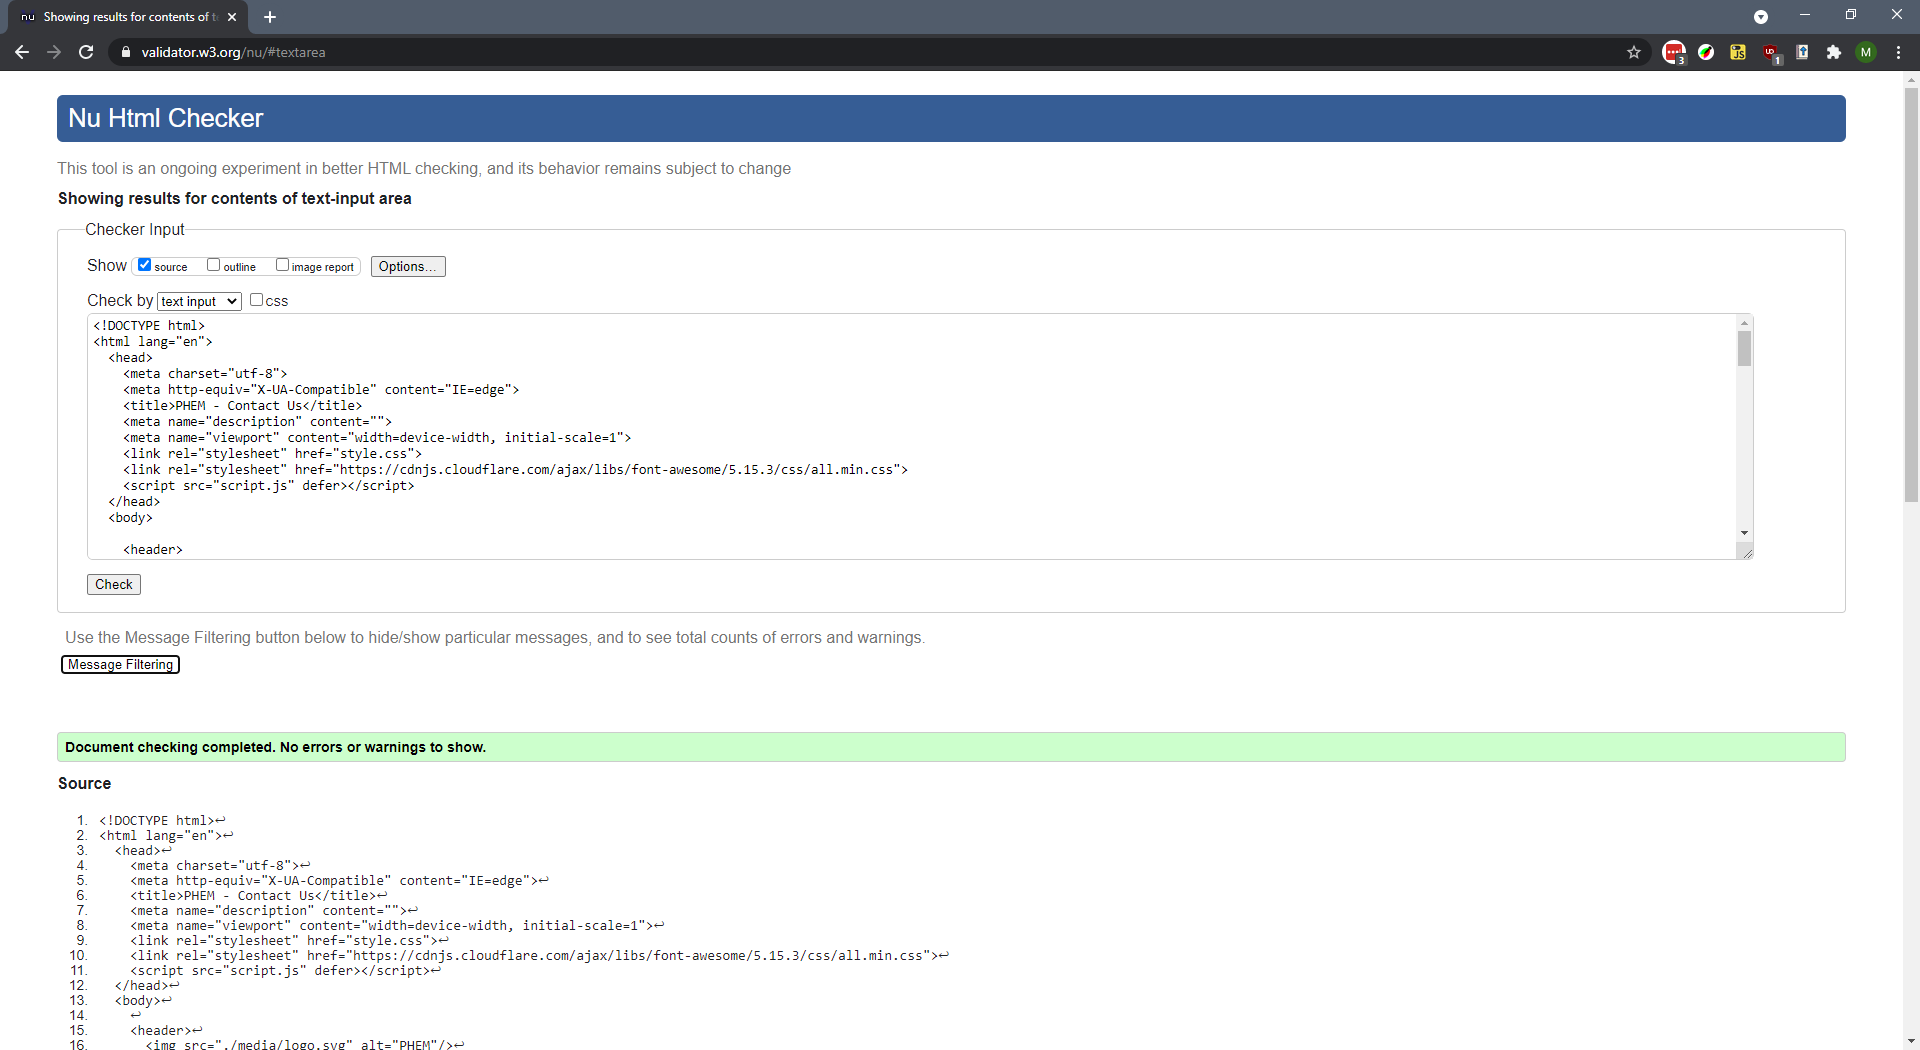 nu Showing results for contents of t
validator.w3.org/nu/#textarea
3
JS
1
M
Nu Html Checker
This tool is an ongoing experiment in better HTML checking, and its behavior remains subject to change
Showing results for contents of text-input area
Checker Input
Show source outline image report Options...
Check by text input css
<!DOCTYPE html>
<html lang="en">
<head>
<meta charset="utf-8">
<meta http-equiv="X-UA-Compatible" content="IE=edge">
<title>PHEM - Contact Us</title>
<meta name="description" content="">
<meta name="viewport" content="width=device-width, initial-scale=1">
<link rel="stylesheet" href="style.css">
<link rel="stylesheet" href="https://cdnjs.cloudflare.com/ajax/libs/font-awesome/5.15.3/css/all.min.css">
<script src="script.js" defer></script>
</head>
<body>
<header>
Check
Use the Message Filtering button below to hide/show particular messages, and to see total counts of errors and warnings.
Message Filtering
Document checking completed. No errors or warnings to show.
Source
1. <!DOCTYPE html>↩
2. <html lang="en">↩
3. <head>↩
4. <meta charset="utf-8">↩
5. <meta http-equiv="X-UA-Compatible" content="IE=edge">↩
6. <title>PHEM - Contact Us</title>↩
7. <meta name="description" content="">↩
8. <meta name="viewport" content="width=device-width, initial-scale=1">↩
9. <link rel="stylesheet" href="style.css">↩
10. <link rel="stylesheet" href="https://cdnjs.cloudflare.com/ajax/libs/font-awesome/5.15.3/css/all.min.css">↩
11. <script src="script.js" defer></script>↩
12. </head>↩
13. <body>↩
14. ↩
15. <header>↩
16. <img src="./media/logo.svg" alt="PHEM"/>↩